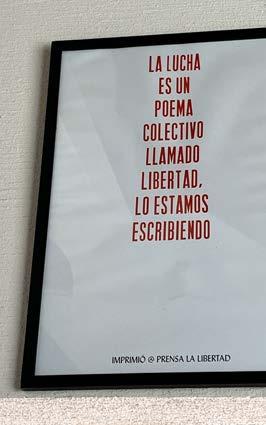 LA LUCHA
ES UN
POEMA
COLECTIVO
LLAMADO
LIBERTAD,
LO ESTAMOS
ESCRIBIENDO
IMPRIMIÓ @ PRENSA LA LIBERTAD